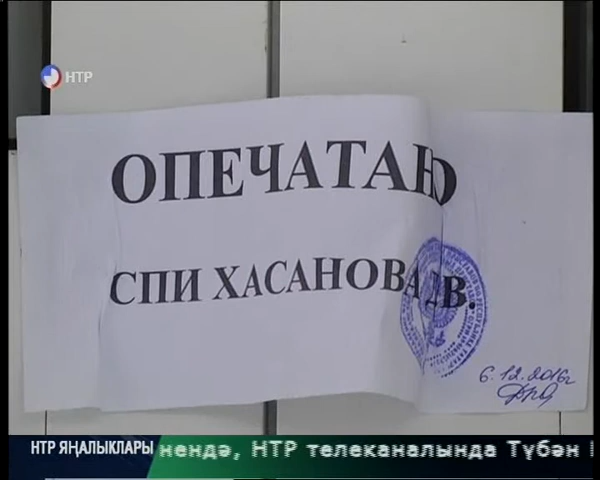 НТР
ОПЕЧАТАНО
СПИ ХАСАНОВА Д.В.
6.12.2016г
НТР ЯҢАЛЫКЛАРЫ
нендә, НТР телеканалында Түбән